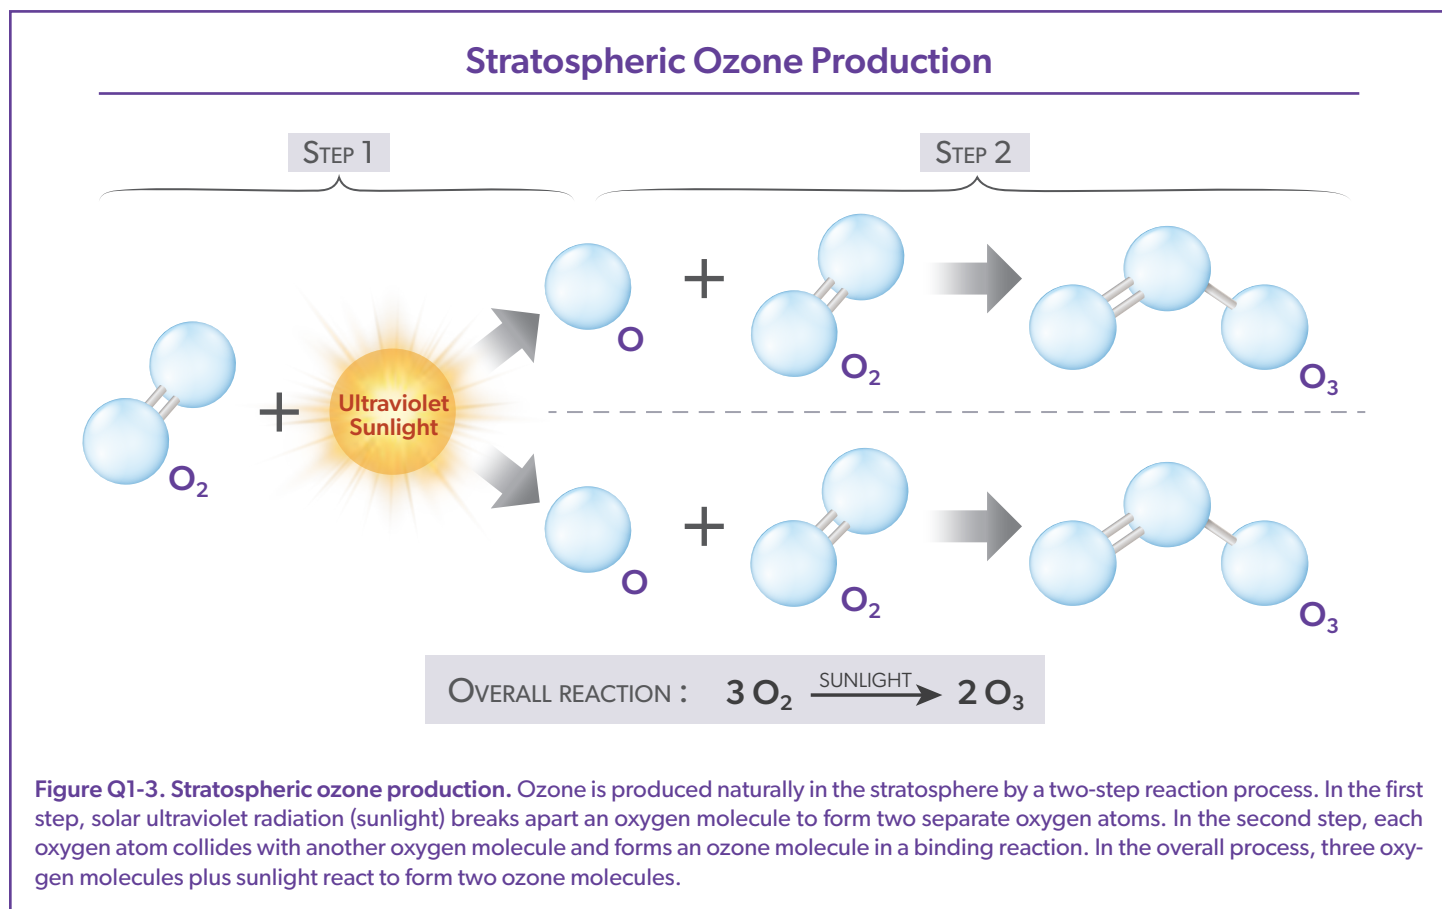 Stratospheric Ozone Production
STEP 1
STEP 2
O₂
+
Ultraviolet
Sunlight
O
+
O₂
O₃
O
+
O₂
O₃
OVERALL REACTION : 3 O₂ SUNLIGHT → 2 O₃
Figure Q1-3. Stratospheric ozone production. Ozone is produced naturally in the stratosphere by a two-step reaction process. In the first
step, solar ultraviolet radiation (sunlight) breaks apart an oxygen molecule to form two separate oxygen atoms. In the second step, each
oxygen atom collides with another oxygen molecule and forms an ozone molecule in a binding reaction. In the overall process, three oxy-
gen molecules plus sunlight react to form two ozone molecules.